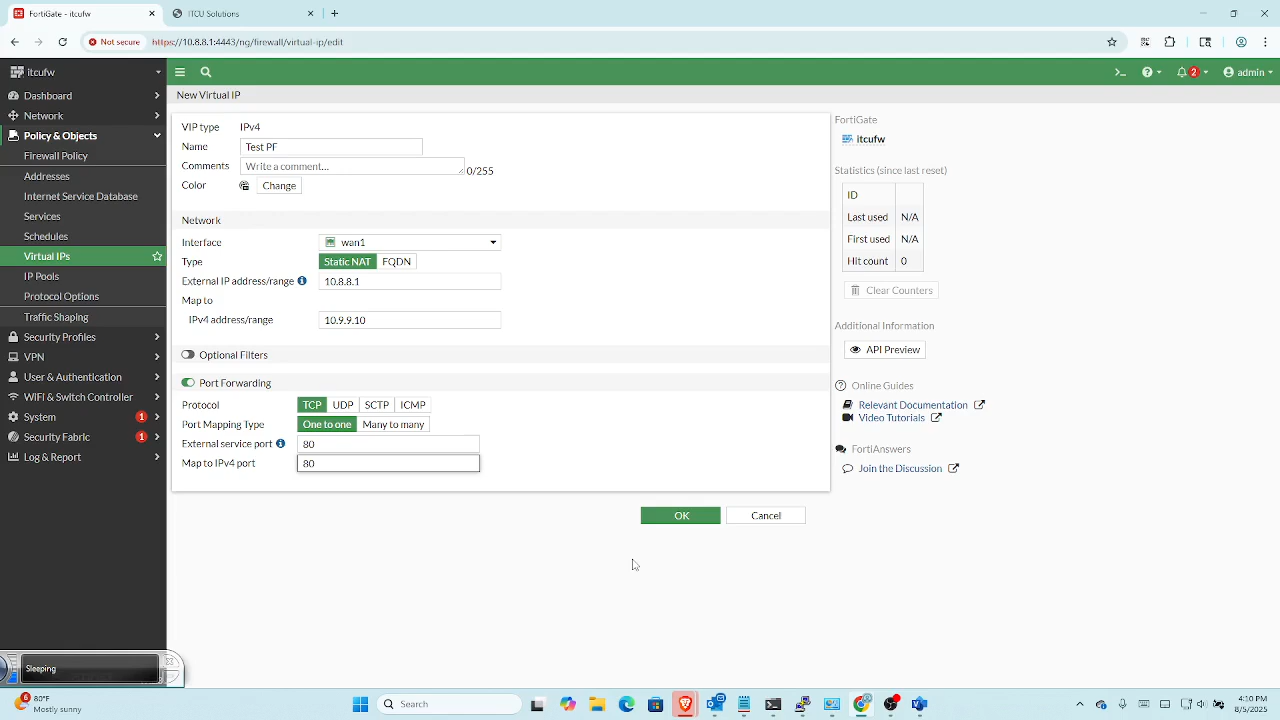 FortiGate - itcufw
ITCU Solutions
Not secure https://10.8.8.1:4443/ng/firewall/virtual-ip/edit
itcufw
2
admin
Dashboard
Network
Policy & Objects
Firewall Policy
Addresses
Internet Service Database
Services
Schedules
Virtual IPs
IP Pools
Protocol Options
Traffic Shaping
Security Profiles
VPN
User & Authentication
WiFi & Switch Controller
System 1
Security Fabric 1
Log & Report
New Virtual IP
VIP type IPv4
Name Test PF
Comments Write a comment... 0/255
Color Change
Network
Interface wan1
Type Static NAT FQDN
External IP address/range 10.8.8.1
Map to
IPv4 address/range 10.9.9.10
Optional Filters
Port Forwarding
Protocol TCP UDP SCTP ICMP
Port Mapping Type One to one Many to many
External service port 80
Map to IPv4 port 80
OK Cancel
FortiGate
itcufw
Statistics (since last reset)
ID
Last used N/A
First used N/A
Hit count 0
Clear Counters
Additional Information
API Preview
Online Guides
Relevant Documentation
Video Tutorials
FortiAnswers
Join the Discussion
Sleeping
6
80°F
Mostly sunny
Search
4:10 PM
8/5/2025